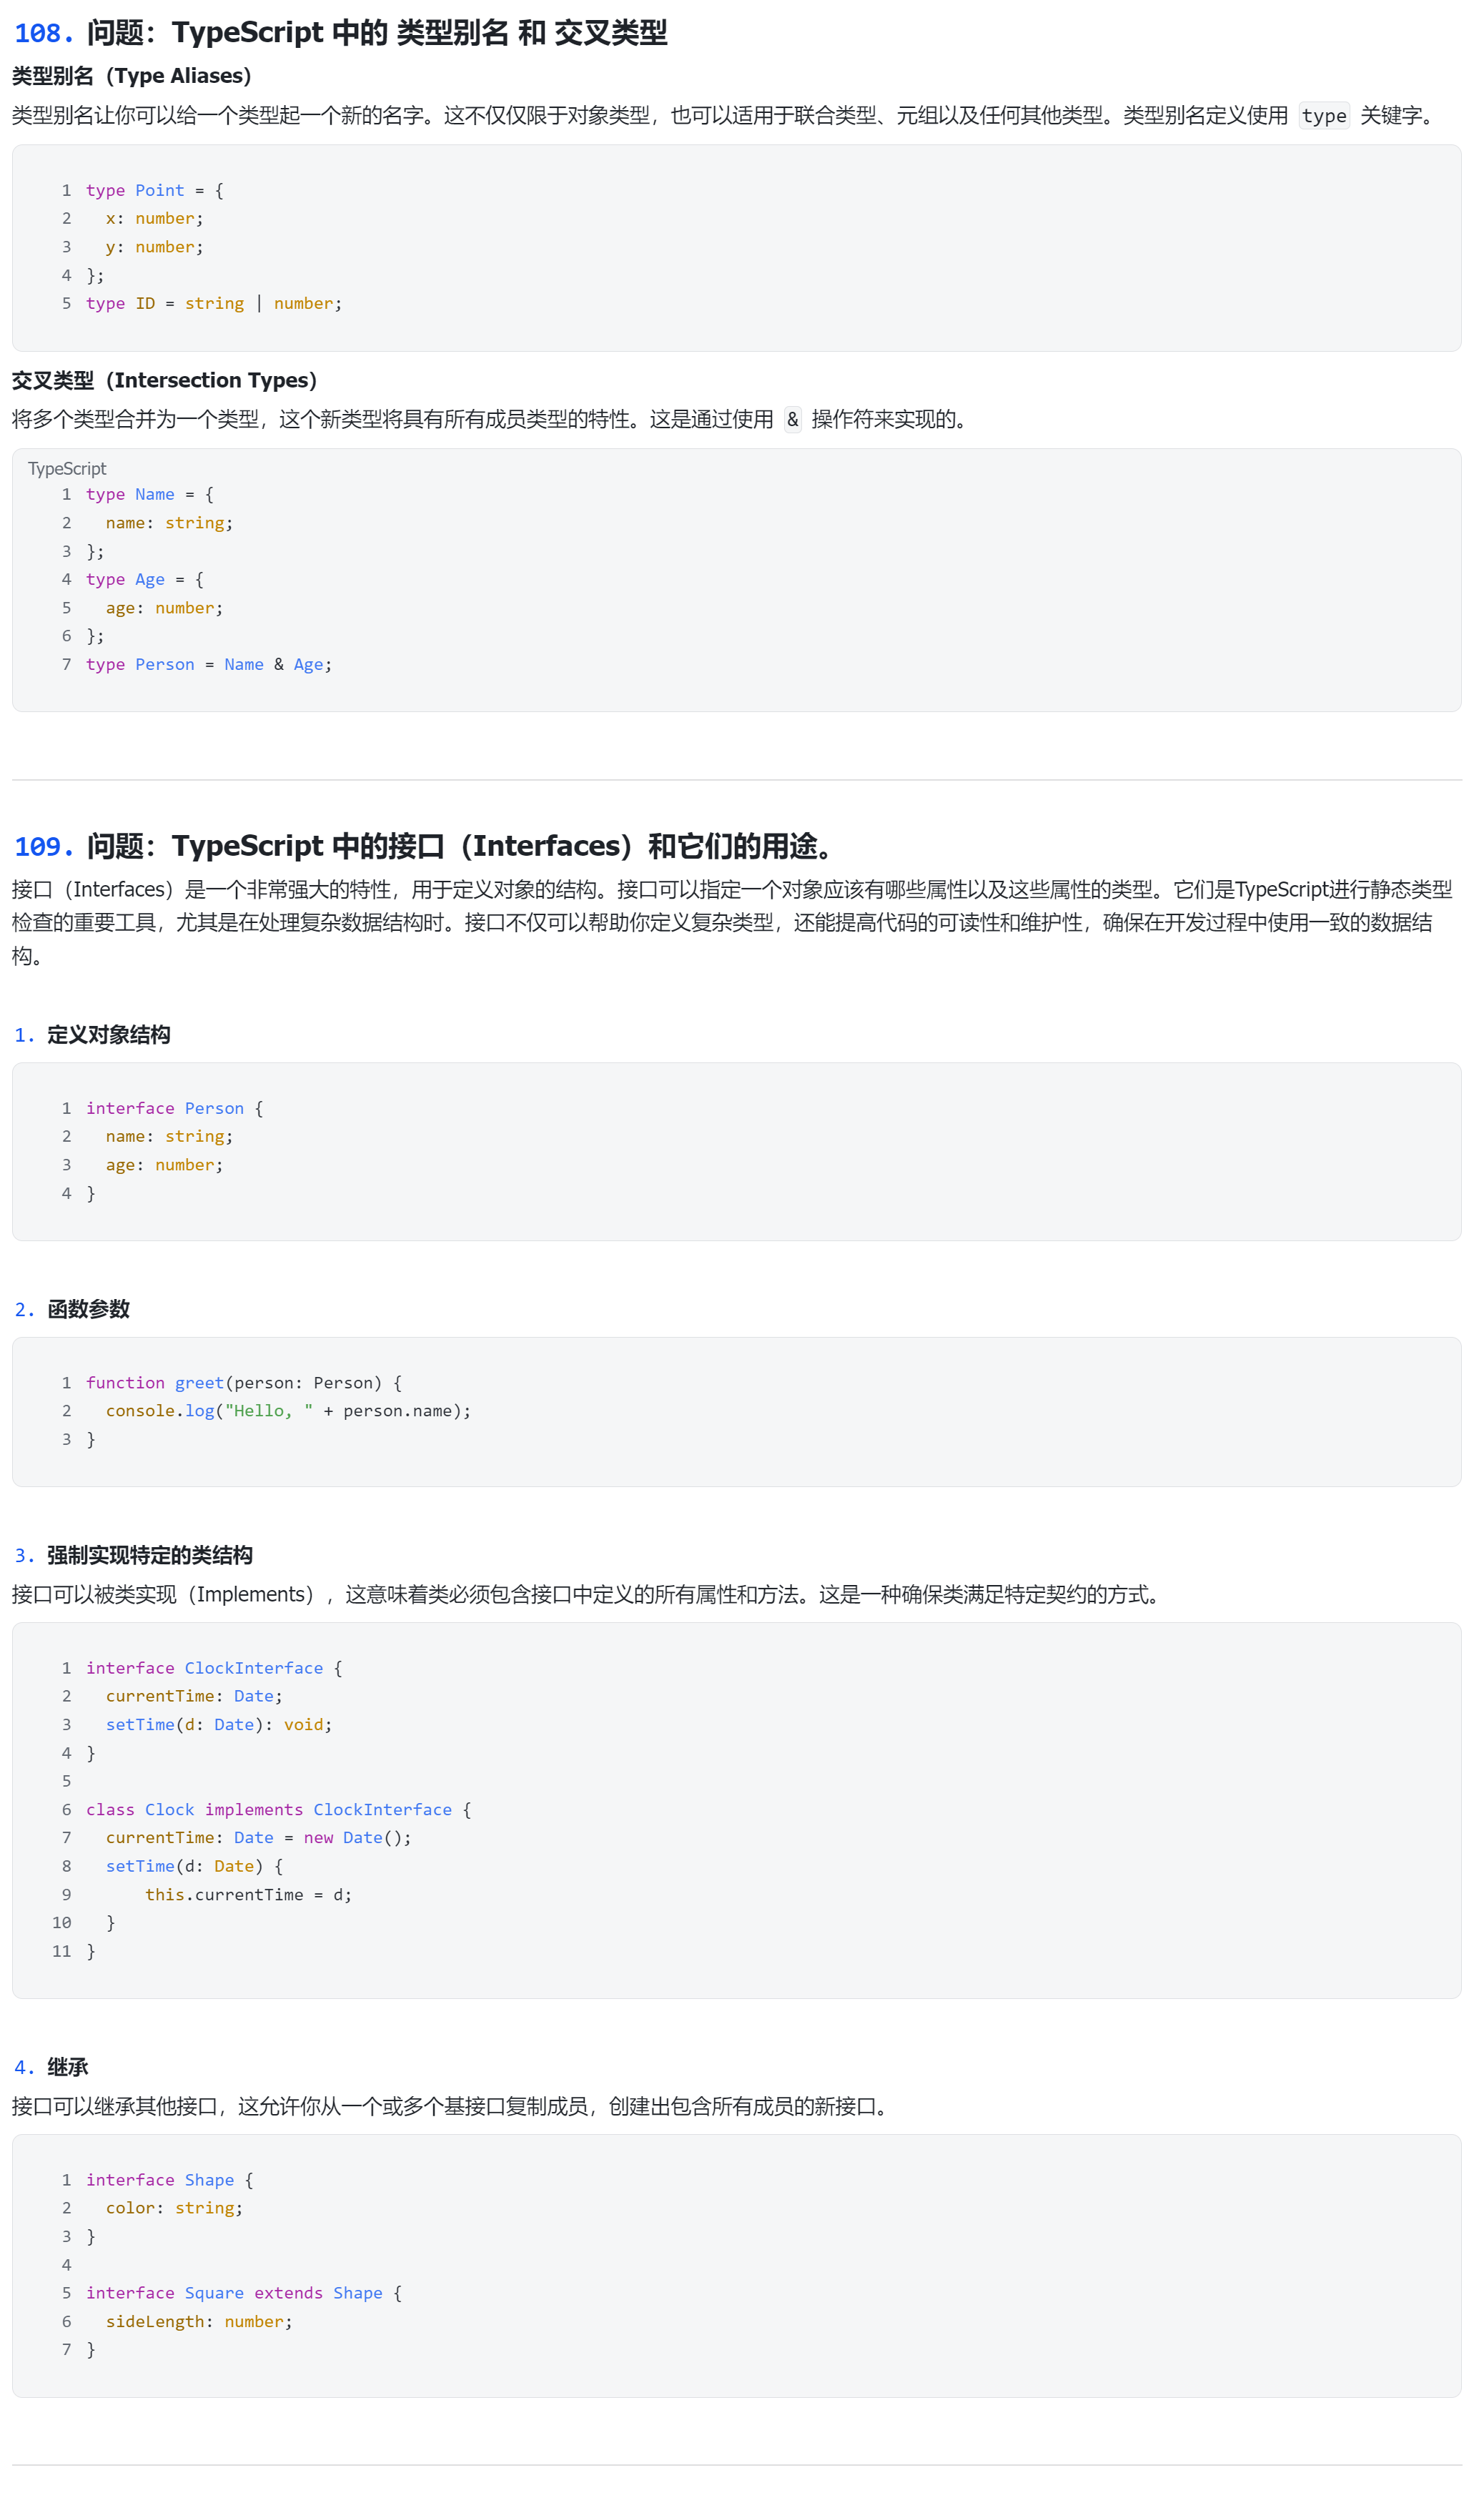 108. 问题：TypeScript 中的 类型别名 和 交叉类型
类型别名（Type Aliases）
类型别名让你可以给一个类型起一个新的名字。这不仅仅限于对象类型，也可以适用于联合类型、元组以及任何其他类型。类型别名定义使用 type 关键字。
1 type Point = {
2   x: number;
3   y: number;
4 };
5 type ID = string | number;
交叉类型（Intersection Types）
将多个类型合并为一个类型，这个新类型将具有所有成员类型的特性。这是通过使用 & 操作符来实现的。
TypeScript
1 type Name = {
2   name: string;
3 };
4 type Age = {
5   age: number;
6 };
7 type Person = Name & Age;
109. 问题：TypeScript 中的接口（Interfaces）和它们的用途。
接口（Interfaces）是一个非常强大的特性，用于定义对象的结构。接口可以指定一个对象应该有哪些属性以及这些属性的类型。它们是TypeScript进行静态类型
检查的重要工具，尤其是在处理复杂数据结构时。接口不仅可以帮助你定义复杂类型，还能提高代码的可读性和维护性，确保在开发过程中使用一致的数据结
构。
1. 定义对象结构
1 interface Person {
2   name: string;
3   age: number;
4 }
2. 函数参数
1 function greet(person: Person) {
2   console.log("Hello, " + person.name);
3 }
3. 强制实现特定的类结构
接口可以被类实现（Implements），这意味着类必须包含接口中定义的所有属性和方法。这是一种确保类满足特定契约的方式。
1 interface ClockInterface {
2   currentTime: Date;
3   setTime(d: Date): void;
4 }
5
6 class Clock implements ClockInterface {
7   currentTime: Date = new Date();
8   setTime(d: Date) {
9       this.currentTime = d;
10   }
11 }
4. 继承
接口可以继承其他接口，这允许你从一个或多个基接口复制成员，创建出包含所有成员的新接口。
1 interface Shape {
2   color: string;
3 }
4
5 interface Square extends Shape {
6   sideLength: number;
7 }